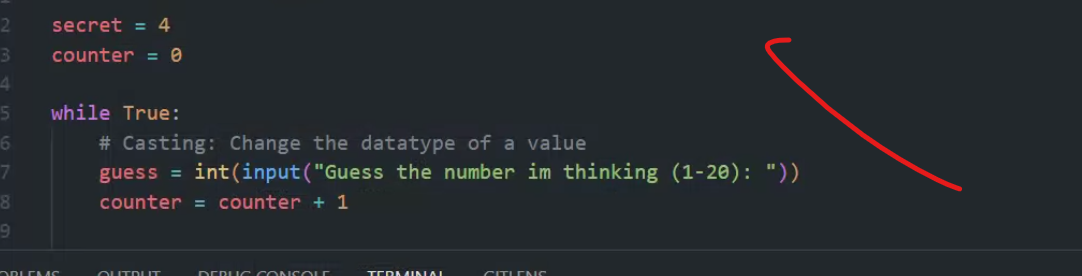 2 secret = 4
3 counter = 0
4
5 while True:
6 # Casting: Change the datatype of a value
7 guess = int(input("Guess the number im thinking (1-20): "))
8 counter = counter + 1
9
OUTPUT DEBUG CONSOLE TERMINAL GITLENS